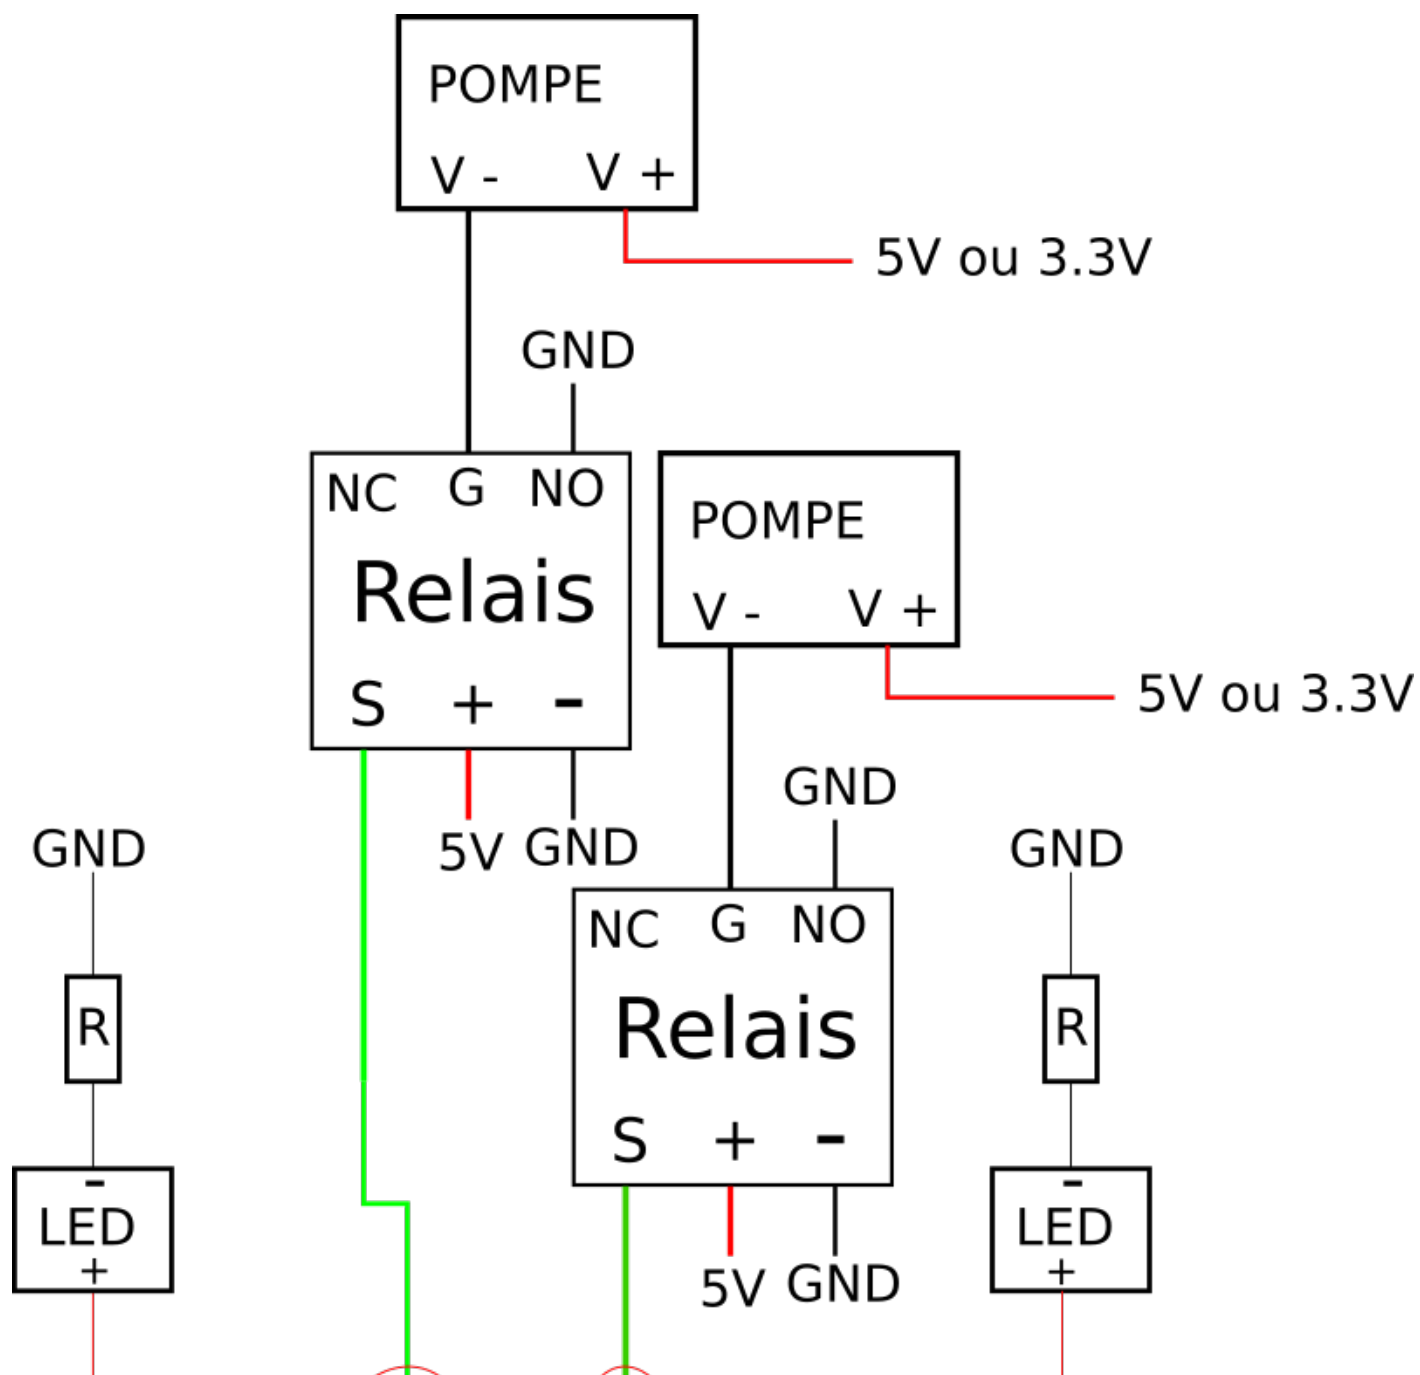 POMPE
V - V +
5V ou 3.3V
GND
NC G NO
Relais
S + -
5V GND
POMPE
V - V +
5V ou 3.3V
GND
NC G NO
Relais
S + -
5V GND
GND
R
-
LED
+
GND
R
-
LED
+